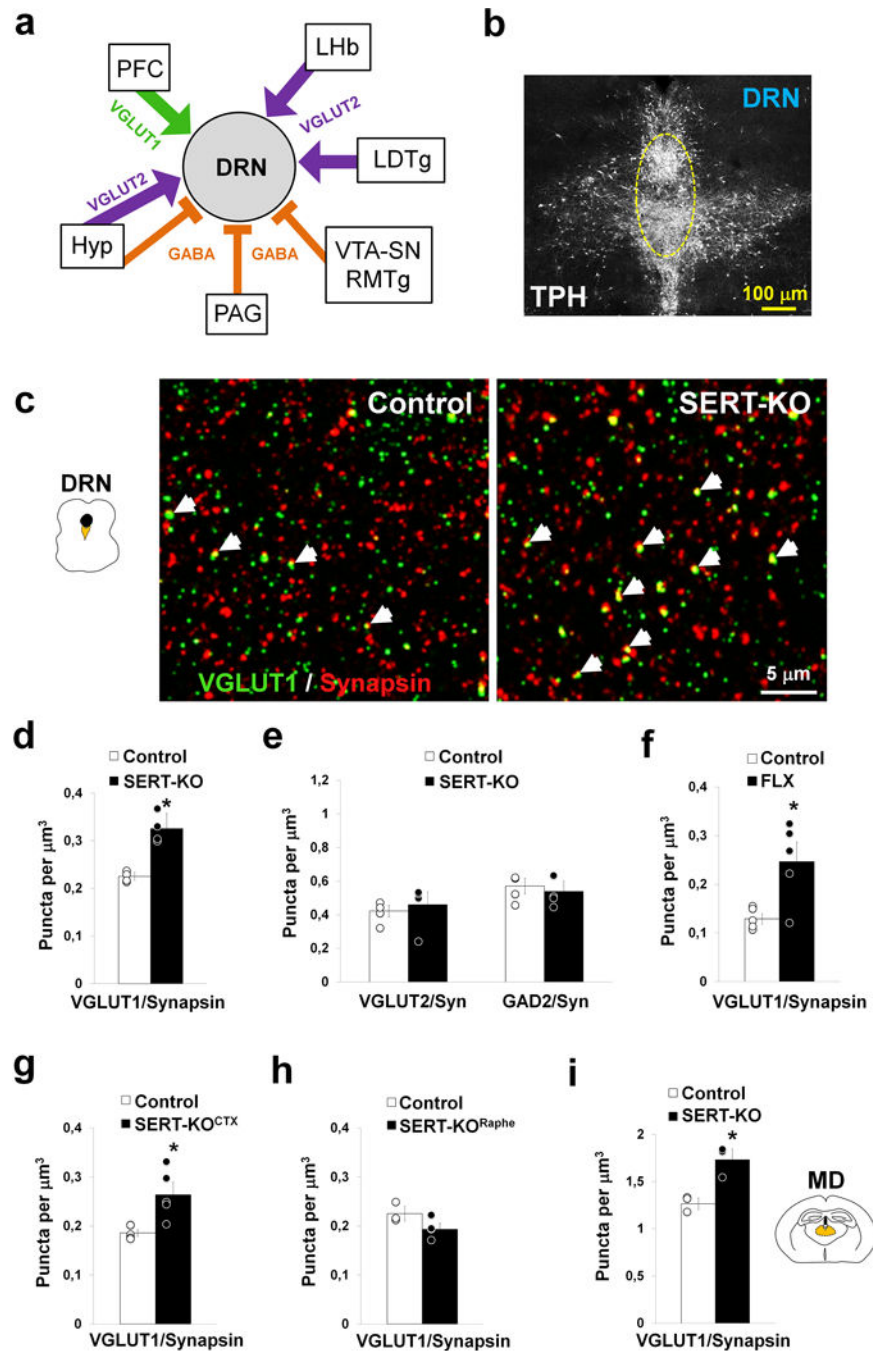 a
PFC
LHb
VGLUT1
VGLUT2
DRN
LDTg
VGLUT2
Hyp
GABA
GABA
VTA-SN
RMTg
PAG
b
DRN
TPH
100 μm
c
DRN
Control
SERT-KO
VGLUT1 / Synapsin
5 μm
d
Control
SERT-KO
Puncta per μm³
0,4
0,3
0,2
0,1
0
*
VGLUT1/Synapsin
e
Control
SERT-KO
Puncta per μm³
1,2
1
0,8
0,6
0,4
0,2
0
VGLUT2/Syn
GAD2/Syn
f
Control
FLX
Puncta per μm³
0,4
0,3
0,2
0,1
0
*
VGLUT1/Synapsin
g
Control
SERT-KO^CTX
Puncta per μm³
0,4
0,3
0,2
0,1
0
*
VGLUT1/Synapsin
h
Control
SERT-KO^Raphe
Puncta per μm³
0,4
0,3
0,2
0,1
0
VGLUT1/Synapsin
i
Control
SERT-KO
Puncta per μm³
2
1,5
1
0,5
0
*
VGLUT1/Synapsin
MD